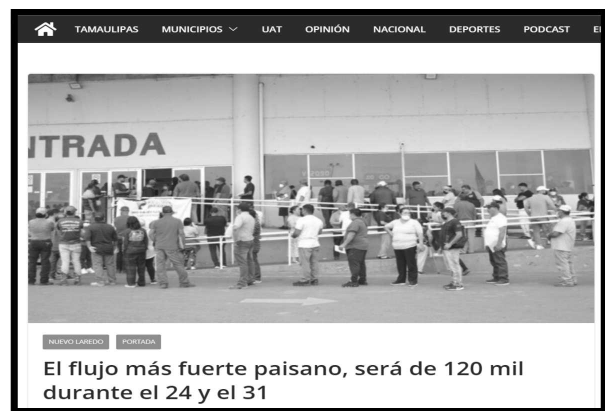 TAMAULIPAS MUNICIPIOS UAT OPINIÓN NACIONAL DEPORTES PODCAST
NTRADA
NUEVO LAREDO PORTADA
El flujo más fuerte paisano, será de 120 mil
durante el 24 y el 31